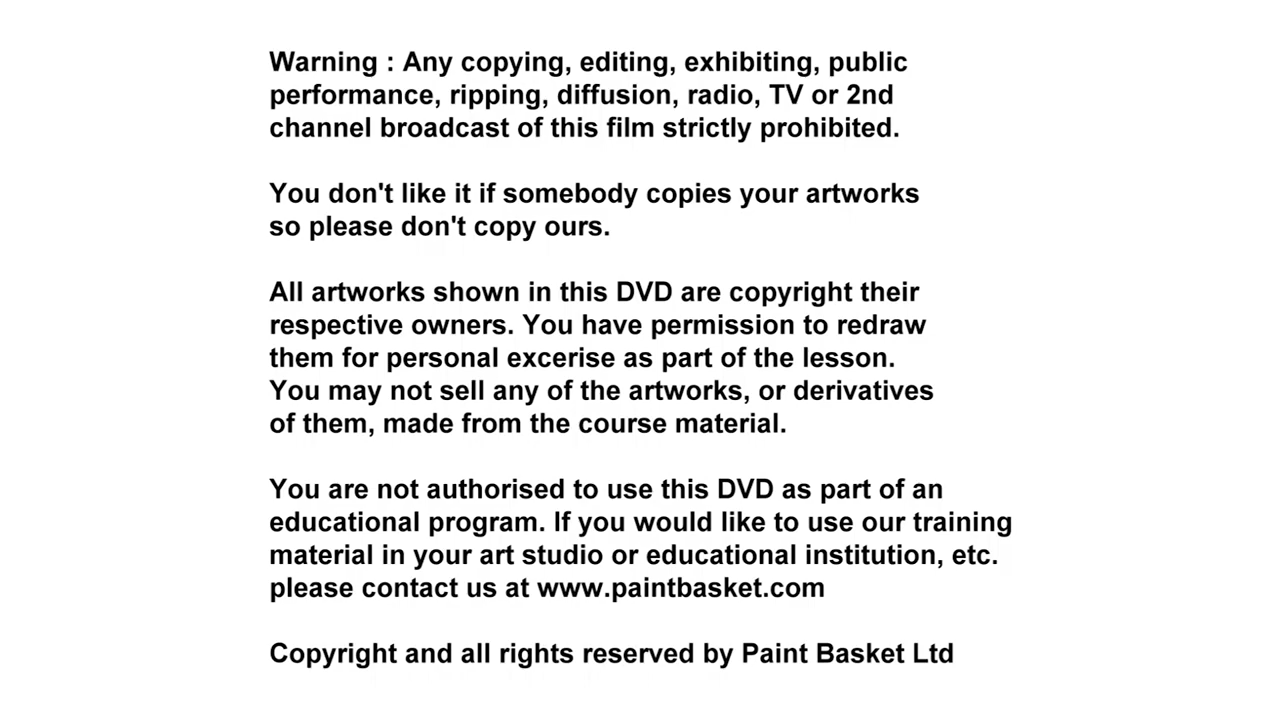 Warning : Any copying, editing, exhibiting, public
performance, ripping, diffusion, radio, TV or 2nd
channel broadcast of this film strictly prohibited.
You don't like it if somebody copies your artworks
so please don't copy ours.
All artworks shown in this DVD are copyright their
respective owners. You have permission to redraw
them for personal excerise as part of the lesson.
You may not sell any of the artworks, or derivatives
of them, made from the course material.
You are not authorised to use this DVD as part of an
educational program. If you would like to use our training
material in your art studio or educational institution, etc.
please contact us at www.paintbasket.com
Copyright and all rights reserved by Paint Basket Ltd